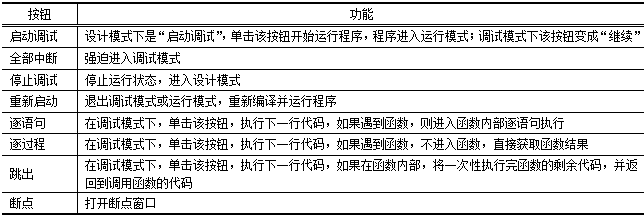 按钮 功能
启动调试 设计模式下是“启动调试”，单击该按钮开始运行程序，程序进入运行模式；调试模式下该按钮变成“继续”
全部中断 强迫进入调试模式
停止调试 停止运行状态，进入设计模式
重新启动 退出调试模式或运行模式，重新编译并运行程序
逐语句 在调试模式下，单击该按钮，执行下一行代码，如果遇到函数，则进入函数内部逐语句执行
逐过程 在调试模式下，单击该按钮，执行下一行代码，如果遇到函数，不进入函数，直接获取函数结果
跳出 在调试模式下，单击该按钮，执行下一行代码，如果在函数内部，将一次性执行完函数的剩余代码，并返
回到调用函数的代码
断点 打开断点窗口